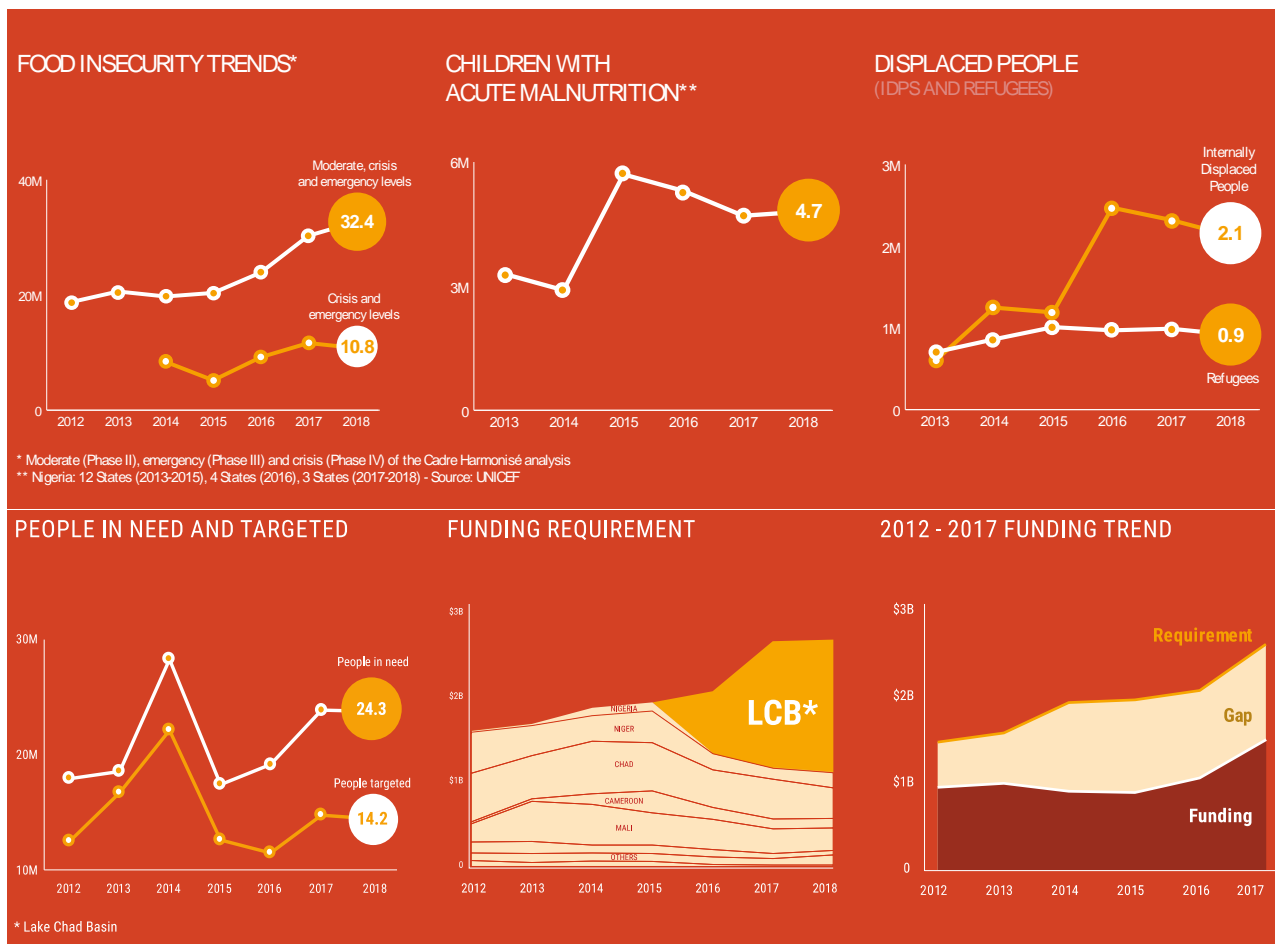 FOOD INSECURITY TRENDS*
Moderate, crisis
and emergency levels
40M
32.4
20M
Crisis and
emergency levels
10.8
0
2012 2013 2014 2015 2016 2017 2018
CHILDREN WITH
ACUTE MALNUTRITION**
6M
4.7
3M
0
2013 2014 2015 2016 2017 2018
DISPLACED PEOPLE
(IDPS AND REFUGEES)
Internally
Displaced
People
3M
2.1
2M
1M
0.9
Refugees
0
2013 2014 2015 2016 2017 2018
* Moderate (Phase II), emergency (Phase III) and crisis (Phase IV) of the Cadre Harmonisé analysis
** Nigeria: 12 States (2013-2015), 4 States (2016), 3 States (2017-2018) - Source: UNICEF
PEOPLE IN NEED AND TARGETED
30M
People in need
24.3
20M
People targeted
14.2
10M
2012 2013 2014 2015 2016 2017 2018
* Lake Chad Basin
FUNDING REQUIREMENT
$3B
$2B
NIGERIA
LCB*
NIGER
CHAD
$1B
CAMEROON
MALI
OTHERS
0
2012 2013 2014 2015 2016 2017 2018
2012 - 2017 FUNDING TREND
$3B
Requirement
$2B
Gap
$1B
Funding
0
2012 2013 2014 2015 2016 2017